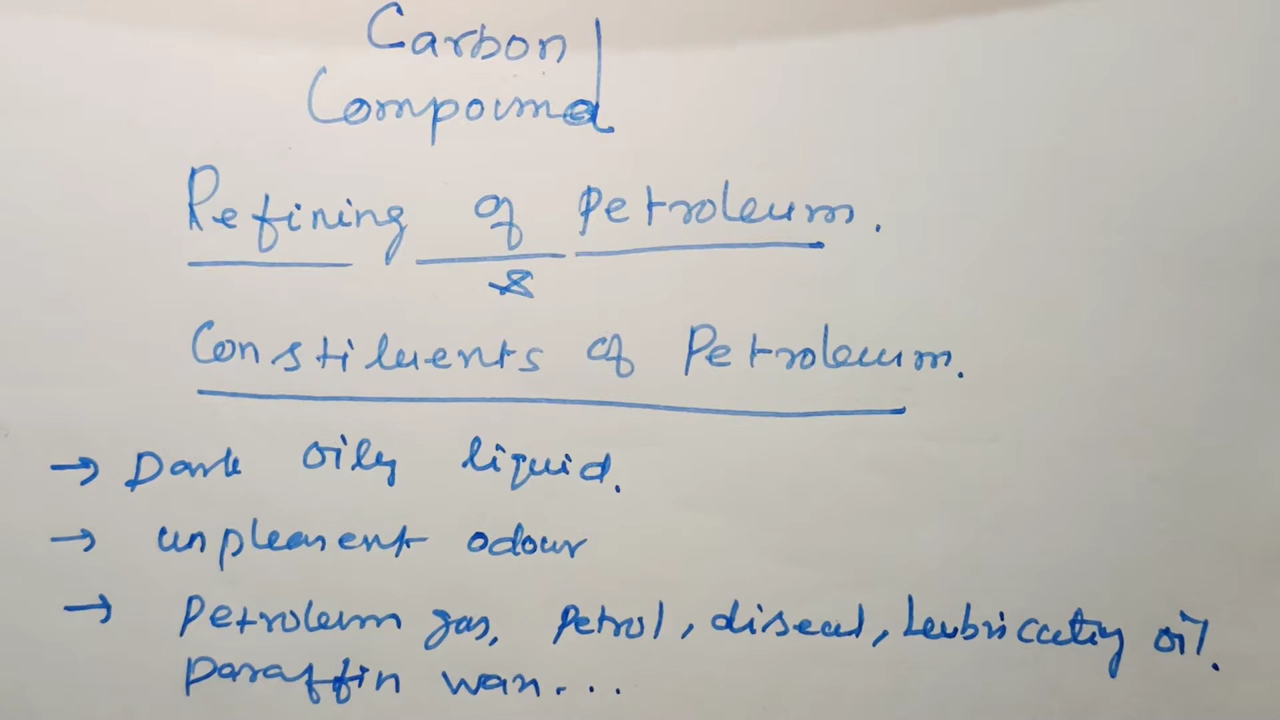 Carbon
Compound
Refining of petroleum.
&
Constituents of Petroleum.
→ Dark oily liquid.
→ unpleasent odour
→ Petroleum gas, Petrol, diseal, Lubricating oil.
Paraffin wax...